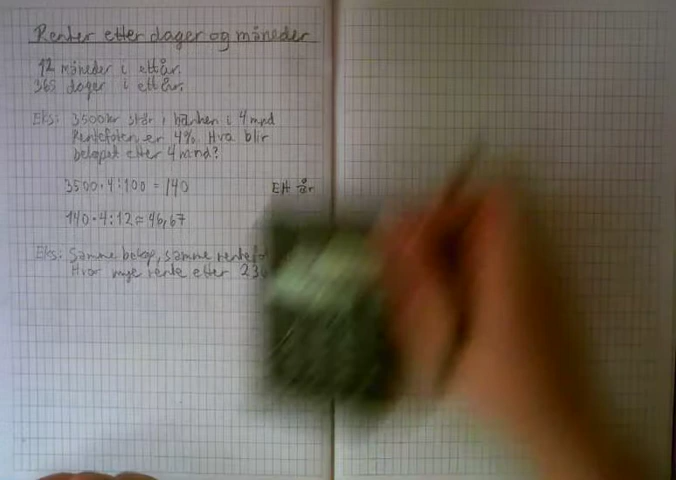 Renter etter dager og måneder
12 måneder i ett år.
365 dager i ett år.
Eks: 3500kr står i banken i 4 mnd
Rentefoten er 4%. Hva blir
beløpet etter 4 mnd?
3500·4:100 = 140 Ett år
140·4:12 = 46,67
Eks: Samme beløp, samme
Hvor mye rente etter